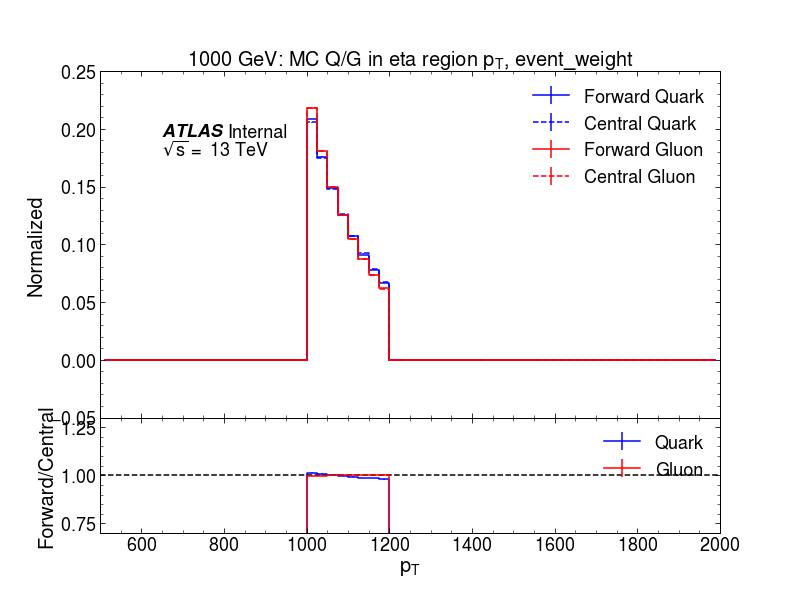 1000 GeV: MC Q/G in eta region pT, event_weight
0.25
0.20
0.15
0.10
0.05
0.00
0.05
Normalized
ATLAS Internal
√s = 13 TeV
Forward Quark
Central Quark
Forward Gluon
Central Gluon
1.25
1.00
0.75
Forward/Central
Quark
Gluon
600 800 1000 1200 1400 1600 1800 2000
pT